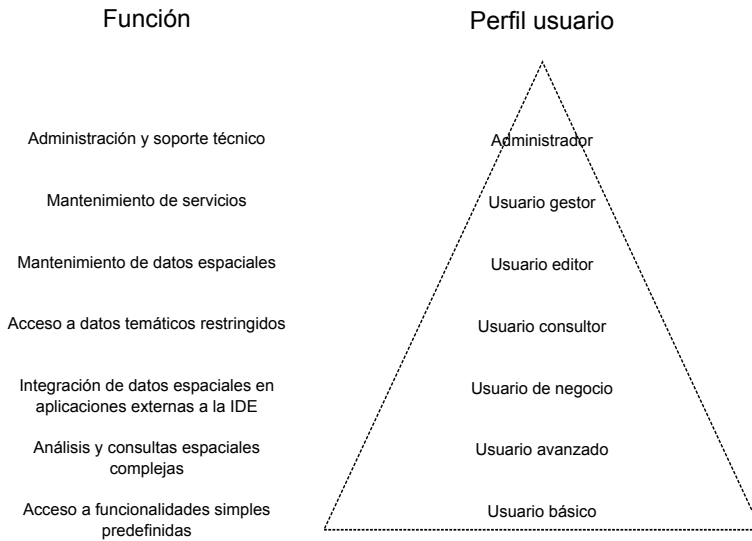 Función
Perfil usuario
Administración y soporte técnico
Administrador
Mantenimiento de servicios
Usuario gestor
Mantenimiento de datos espaciales
Usuario editor
Acceso a datos temáticos restringidos
Usuario consultor
Integración de datos espaciales en
aplicaciones externas a la IDE
Usuario de negocio
Análisis y consultas espaciales
complejas
Usuario avanzado
Acceso a funcionalidades simples
predefinidas
Usuario básico